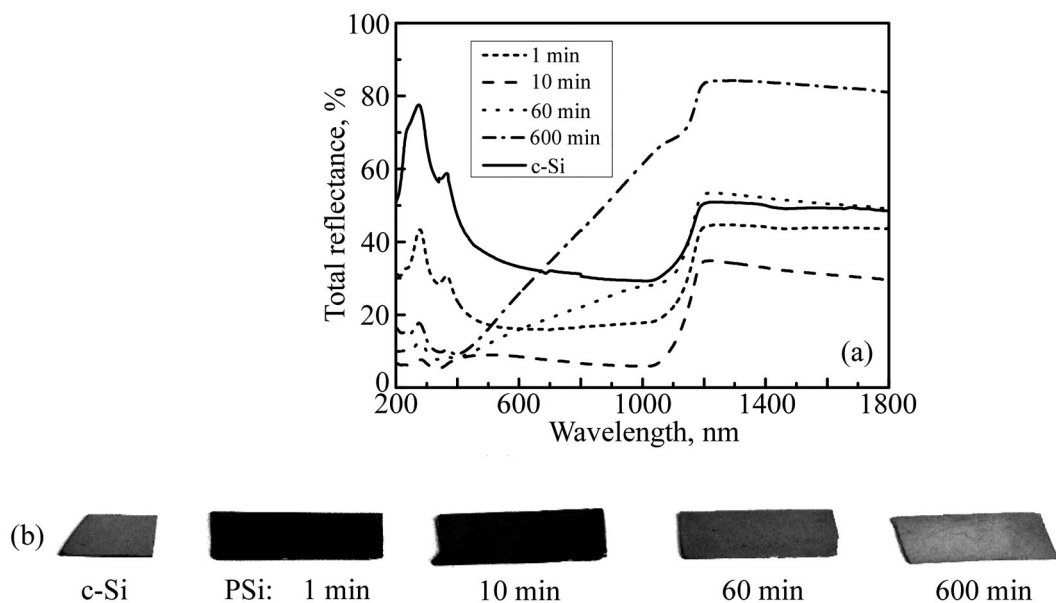 100
80
60
40
20
0
Total reflectance, %
1 min
10 min
60 min
600 min
c-Si
(a)
200 600 1000 1400 1800
Wavelength, nm
(b)
c-Si PSi: 1 min 10 min 60 min 600 min